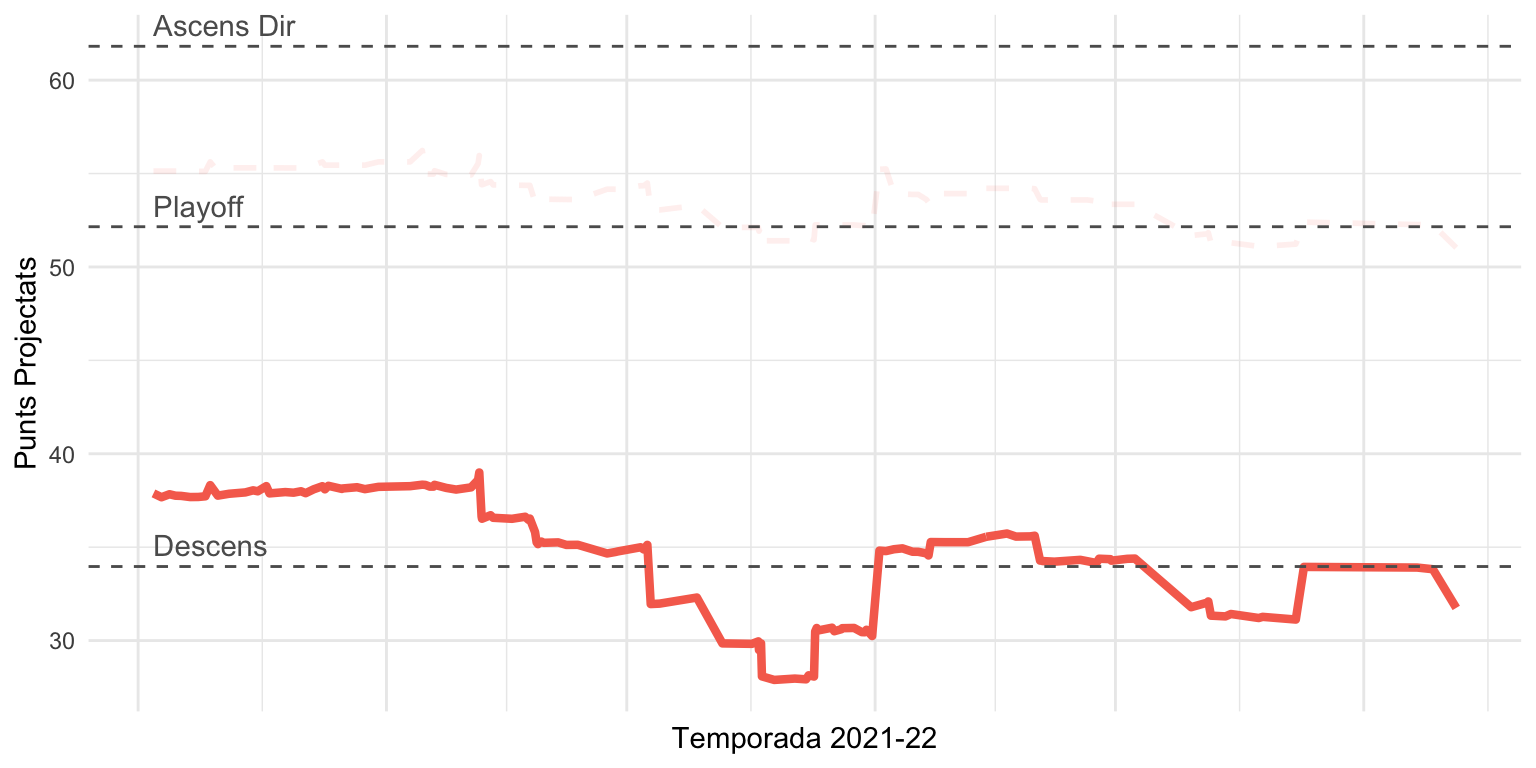 Ascens Dir
60
Playoff
50
Punts Projectats
40
Descens
30
Temporada 2021-22